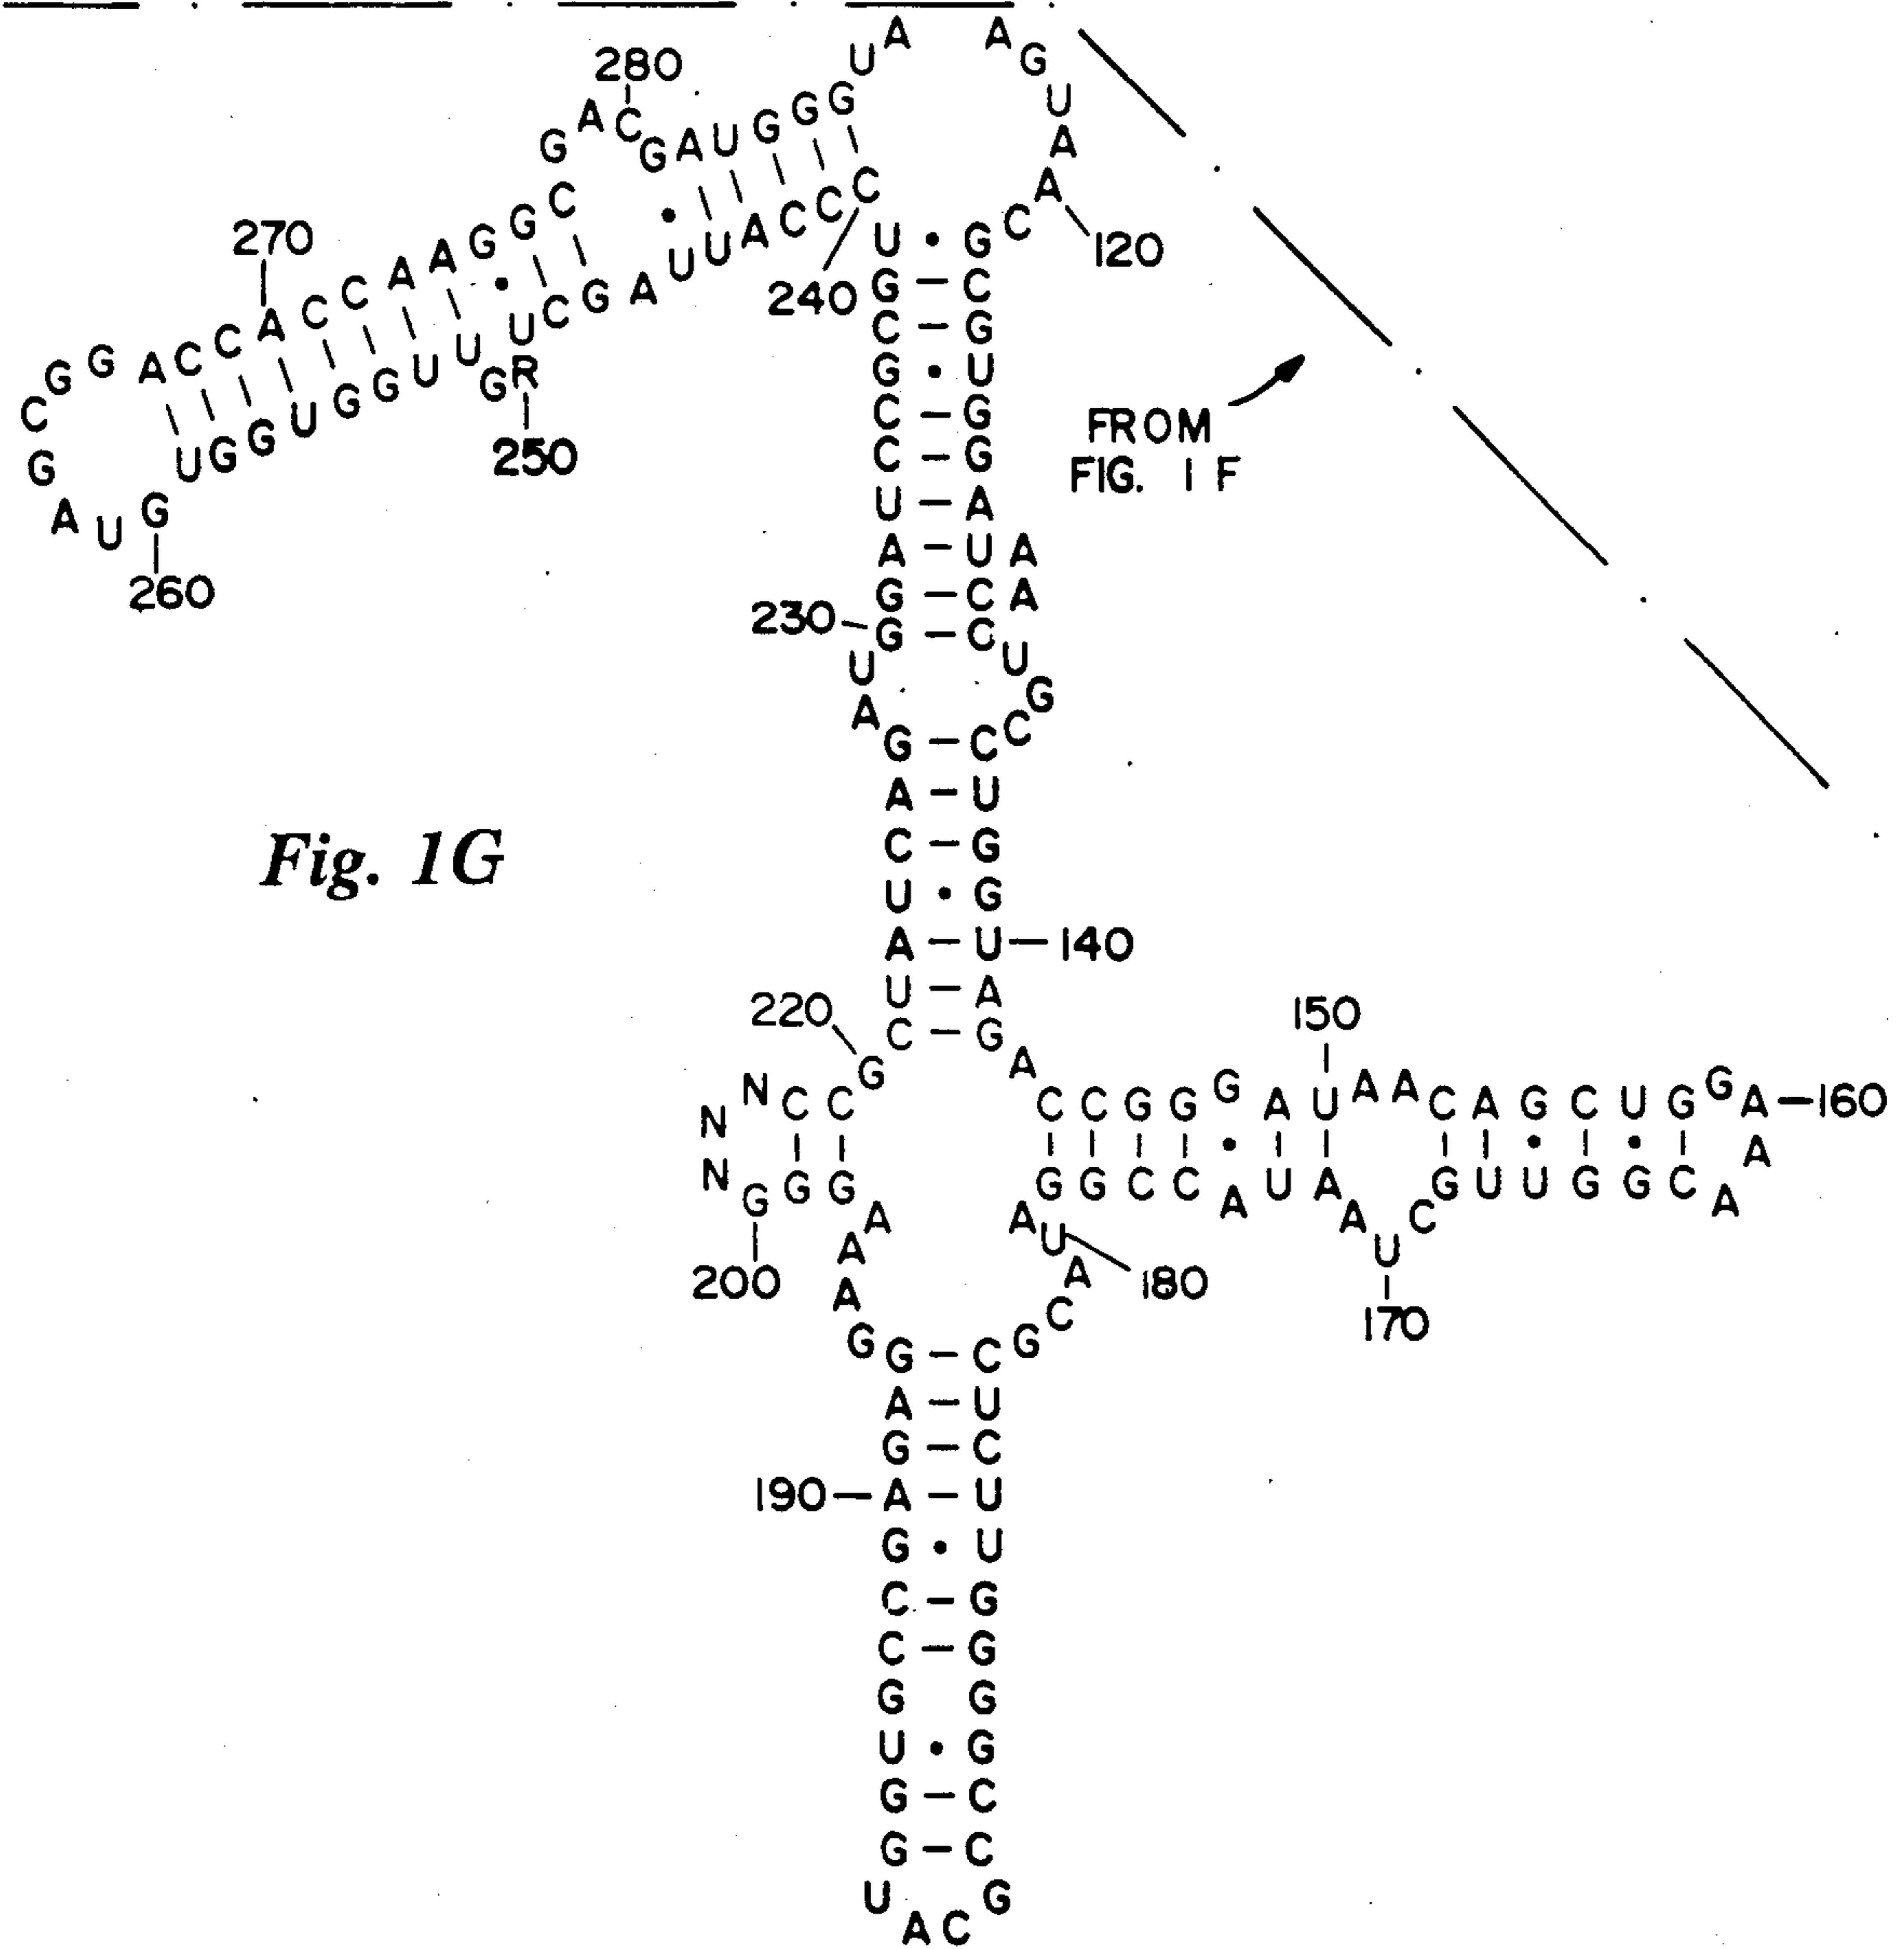 A A
U G
280
G A C G A U G G G U
A
A
C
G G C
C C C A U U A G C U
U • G C
120
270
240
G – C
A C C A C C A A
C – G
G G
G • U
C
U G G U G G U U G R
FROM
FIG. 1F
C – G
250
C – G
G
A U G
U – A
260
A – U A
G – C A
230
G – C
U U
G
A C
G – C
A – U
Fig. 1G
C – G
U • G
A – U – 140
U – A
150
220
C – G
G A
N C C
C C G G G A U A A C A G C U G G A – 160
N
A
N G G G
G G C C A U A A U C G U U G G C A
A A
U
A
A
200
180
170
A C
G G – C G
A – U
G – C
190 – A – U
G • U
C – G
C – G
G G
U • G
G – C
G – C
U G
A C